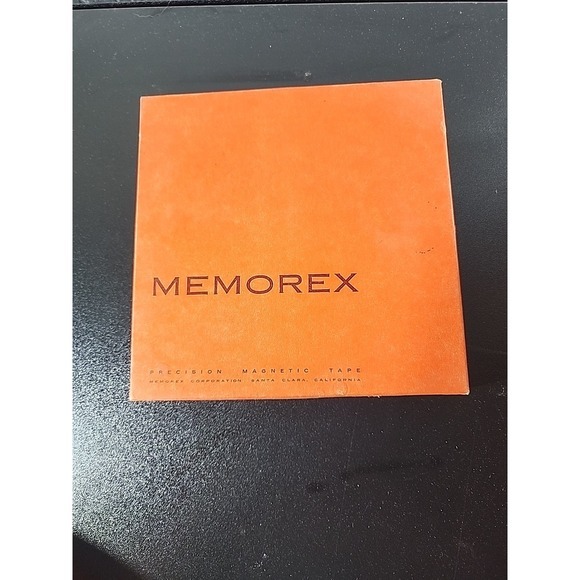 MEMOREX
PRECISION MAGNETIC TAPE
MEMOREX CORPORATION SANTA CLARA, CALIFORNIA